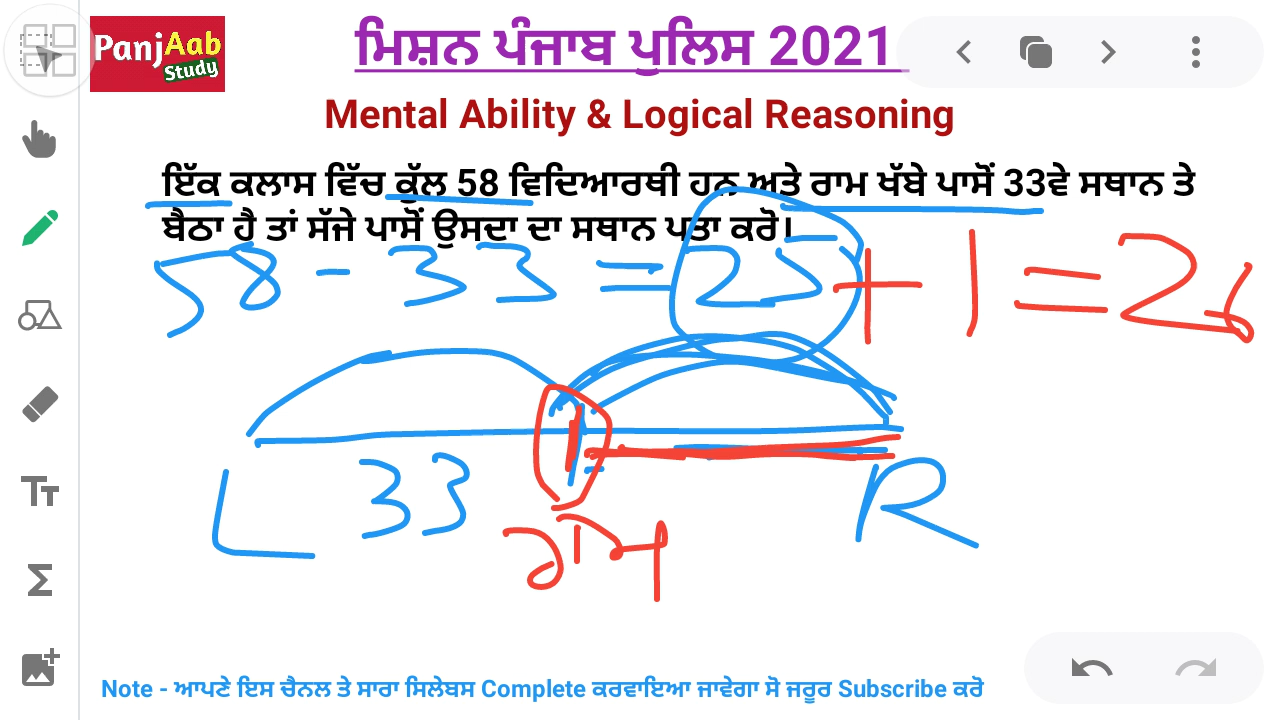 PanjAab
Study
ਮਿਸ਼ਨ ਪੰਜਾਬ ਪੁਲਿਸ 2021
Mental Ability & Logical Reasoning
ਇੱਕ ਕਲਾਸ ਵਿੱਚ ਕੁੱਲ 58 ਵਿਦਿਆਰਥੀ ਹਨ ਅਤੇ ਰਾਮ ਖੱਬੇ ਪਾਸੋਂ 33ਵੇ ਸਥਾਨ ਤੇ
ਬੈਠਾ ਹੈ ਤਾਂ ਸੱਜੇ ਪਾਸੋਂ ਉਸਦਾ ਦਾ ਸਥਾਨ ਪਤਾ ਕਰੋ।
58 - 33 = 25 + 1 = 26
L 33 R
ਰਾਮ
Note - ਆਪਣੇ ਇਸ ਚੈਨਲ ਤੇ ਸਾਰਾ ਸਿਲੇਬਸ Complete ਕਰਵਾਇਆ ਜਾਵੇਗਾ ਸੋ ਜਰੂਰ Subscribe ਕਰੋ